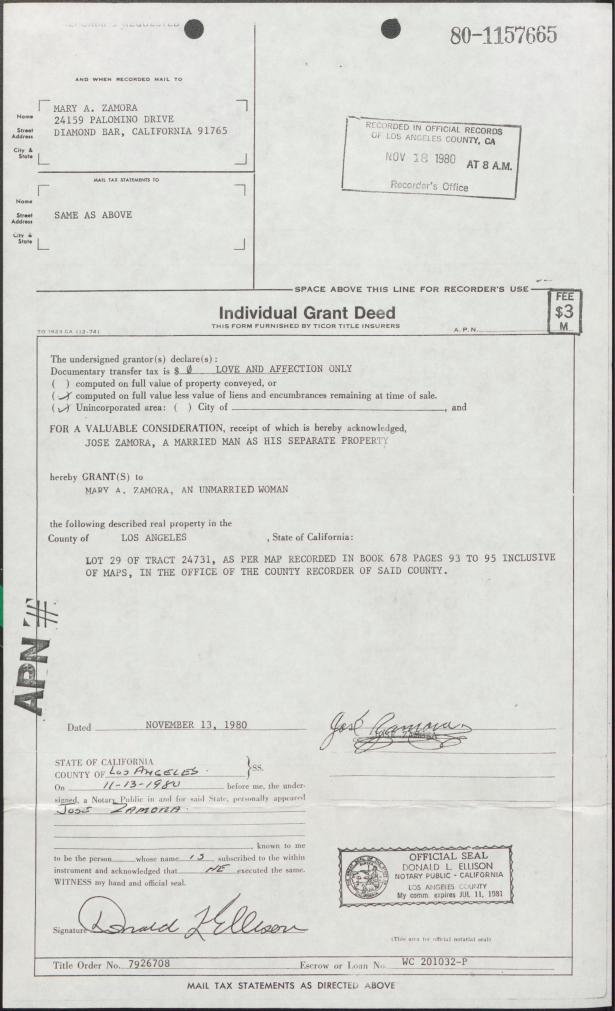 80-1157665
AND WHEN RECORDED MAIL TO
Name
Street Address
City & State
MARY A. ZAMORA
24159 PALOMINO DRIVE
DIAMOND BAR, CALIFORNIA 91765
RECORDED IN OFFICIAL RECORDS
OF LOS ANGELES COUNTY, CA
NOV 18 1980 AT 8 A.M.
Recorder's Office
MAIL TAX STATEMENTS TO
Name
Street Address
City & State
SAME AS ABOVE
SPACE ABOVE THIS LINE FOR RECORDER'S USE
FEE
$3
M
Individual Grant Deed
THIS FORM FURNISHED BY TICOR TITLE INSURERS
TO 1923 CA (12-74)
A.P.N.
The undersigned grantor(s) declare(s):
Documentary transfer tax is $ 0 LOVE AND AFFECTION ONLY
( ) computed on full value of property conveyed, or
(✓) computed on full value less value of liens and encumbrances remaining at time of sale.
(✓) Unincorporated area: ( ) City of , and
FOR A VALUABLE CONSIDERATION, receipt of which is hereby acknowledged,
JOSE ZAMORA, A MARRIED MAN AS HIS SEPARATE PROPERTY
hereby GRANT(S) to
MARY A. ZAMORA, AN UNMARRIED WOMAN
the following described real property in the
County of LOS ANGELES , State of California:
LOT 29 OF TRACT 24731, AS PER MAP RECORDED IN BOOK 678 PAGES 93 TO 95 INCLUSIVE
OF MAPS, IN THE OFFICE OF THE COUNTY RECORDER OF SAID COUNTY.
APN #
Dated NOVEMBER 13, 1980
José Zamora
STATE OF CALIFORNIA
COUNTY OF Los Angeles. }SS.
On 11-13-1980 before me, the under-
signed, a Notary Public in and for said State, personally appeared
José Zamora.
, known to me
to be the person whose name is subscribed to the within
instrument and acknowledged that HE executed the same.
WITNESS my hand and official seal.
Signature Donald L Ellison
OFFICIAL SEAL
DONALD L. ELLISON
NOTARY PUBLIC - CALIFORNIA
LOS ANGELES COUNTY
My comm. expires JUL 11, 1981
(This area for official notarial seal)
Title Order No. 7926708 Escrow or Loan No. WC 201032-P
MAIL TAX STATEMENTS AS DIRECTED ABOVE